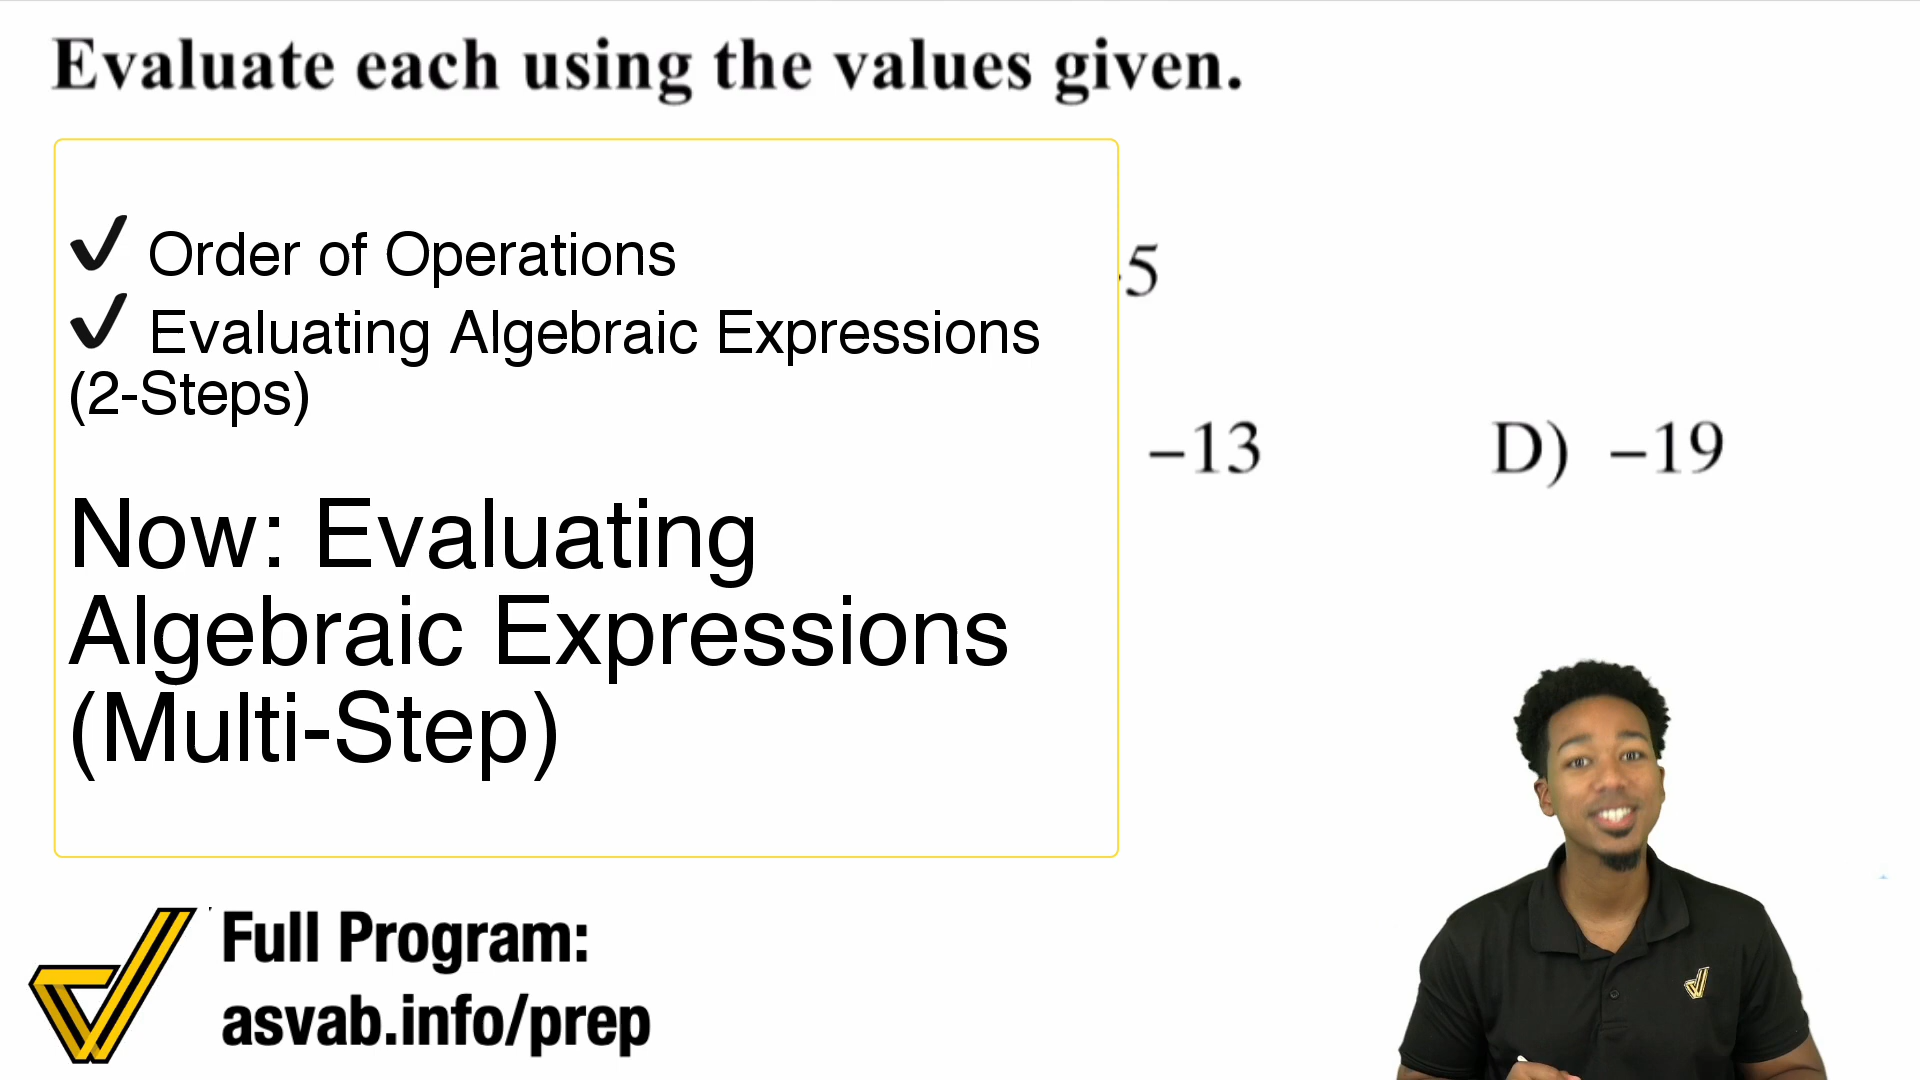 Evaluate each using the values given.
✓ Order of Operations
-5
✓ Evaluating Algebraic Expressions
(2-Steps)
−13 D) −19
Now: Evaluating
Algebraic Expressions
(Multi-Step)
Full Program:
asvab.info/prep